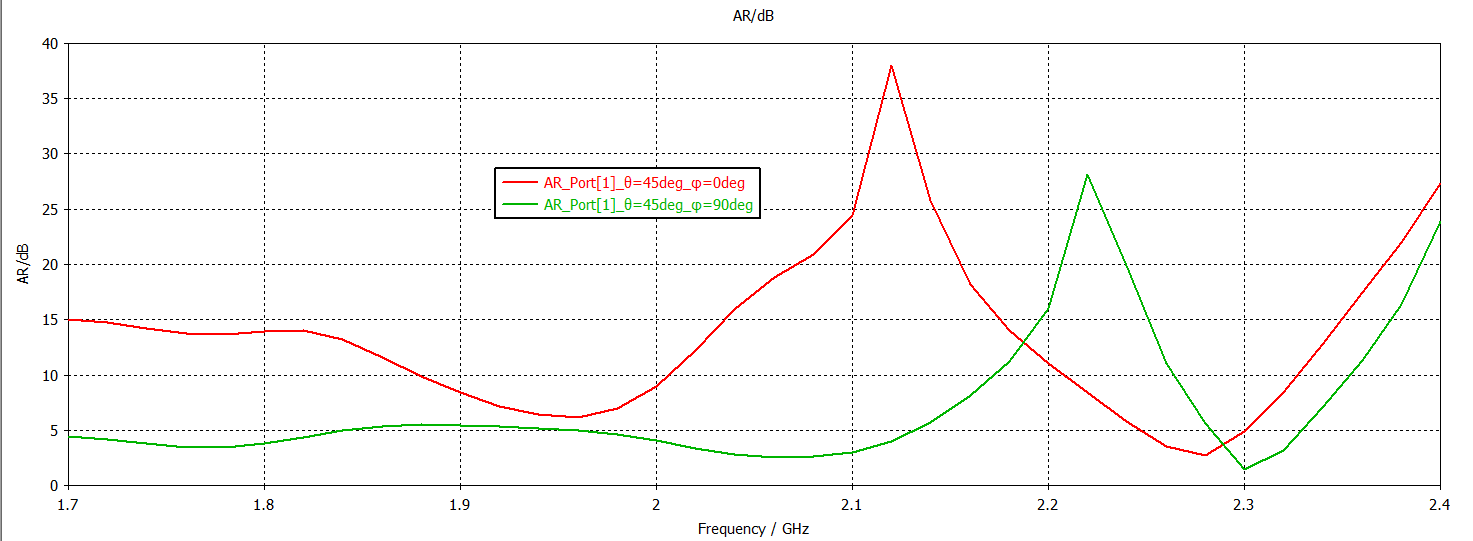 AR/dB
40
35
30
25
20
15
10
5
0
AR/dB
AR_Port[1]_θ=45deg_φ=0deg
AR_Port[1]_θ=45deg_φ=90deg
1.7 1.8 1.9 2 2.1 2.2 2.3 2.4
Frequency / GHz